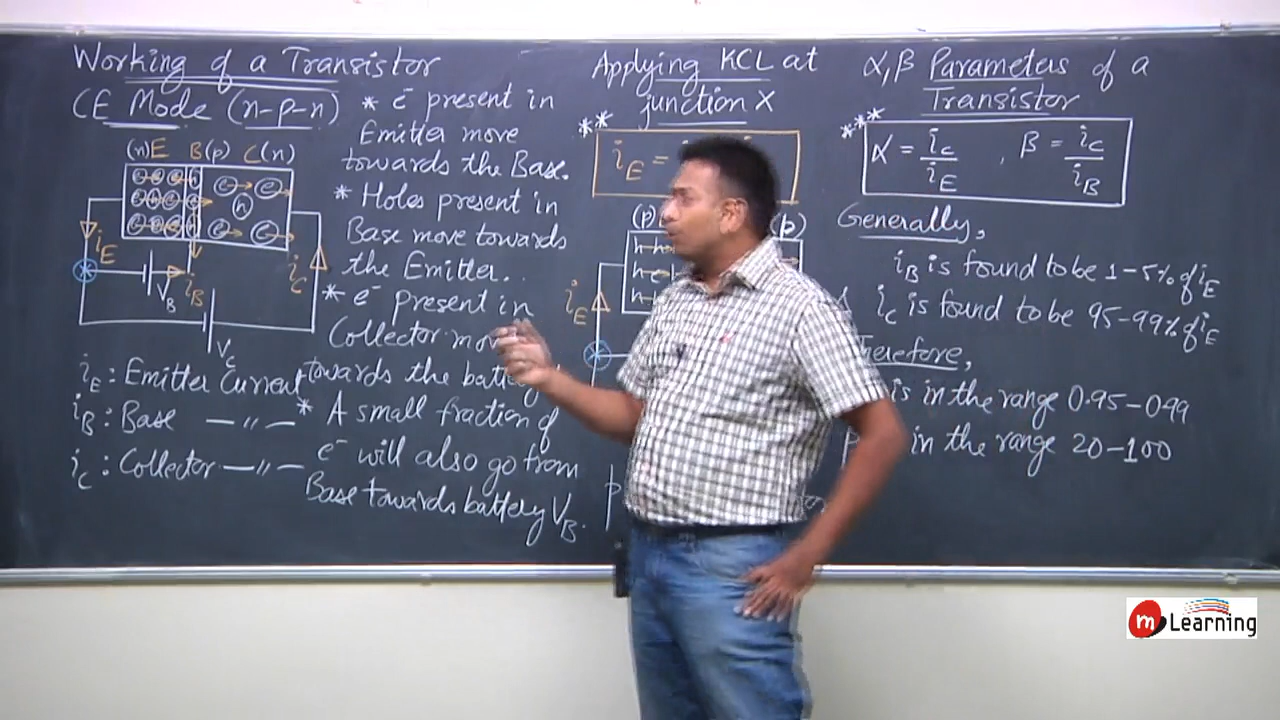 Working of a Transistor
CE Mode (n-p-n)
(n)E B(p) C(n)
e e e h e e
e e e h n
e e e h e e
iE
VB
iB
iC
VC
iE : Emitter Current
iB : Base —〃—
iC : Collector —〃—
* e⁻ present in
Emitter move
towards the Base.
* Holes present in
Base move towards
the Emitter.
* e⁻ present in
Collector
towards the
* A small fraction of
e⁻ will also go from
Base towards battery VB.
Applying KCL at
junction X
**
iE =
(p)
h h
h
h
iE
α, β Parameters of a
Transistor
***
α = iC/iE , β = iC/iB
Generally,
iB is found to be 1-5% of iE
iC is found to be 95-99% of iE
Therefore,
is in the range 0.95-0.99
in the range 20-100
m Learning